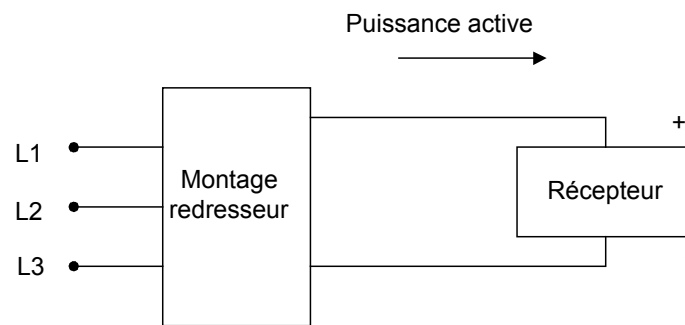 Puissance active
+
L1
Montage
redresseur
Récepteur
L2
L3